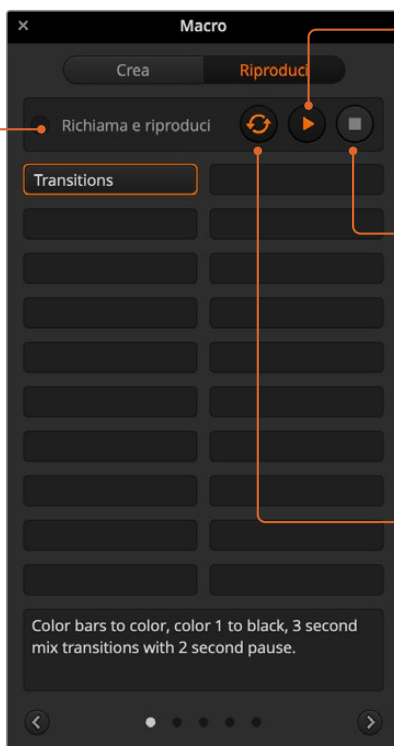 Macro
Crea
Riproduci
Richiama e riproduci
Transitions
Color bars to color, color 1 to black, 3 second
mix transitions with 2 second pause.